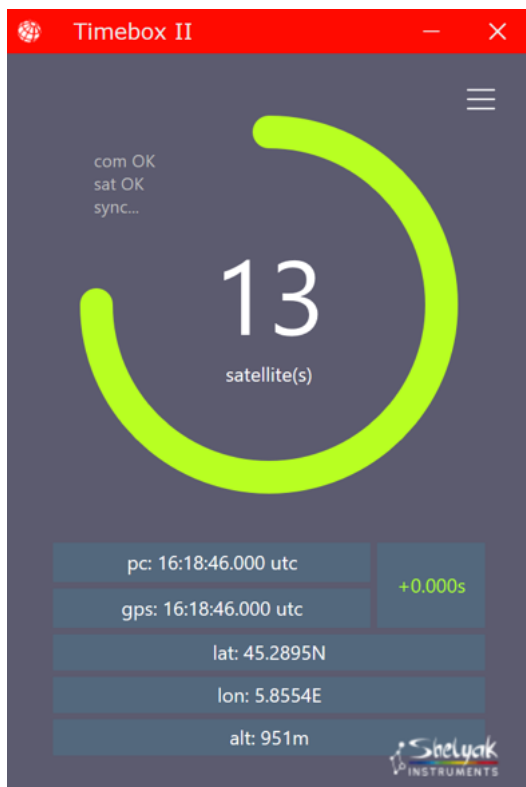 Timebox II
com OK
sat OK
sync...
13
satellite(s)
pc: 16:18:46.000 utc
gps: 16:18:46.000 utc
+0.000s
lat: 45.2895N
lon: 5.8554E
alt: 951m
Shelyak
INSTRUMENTS